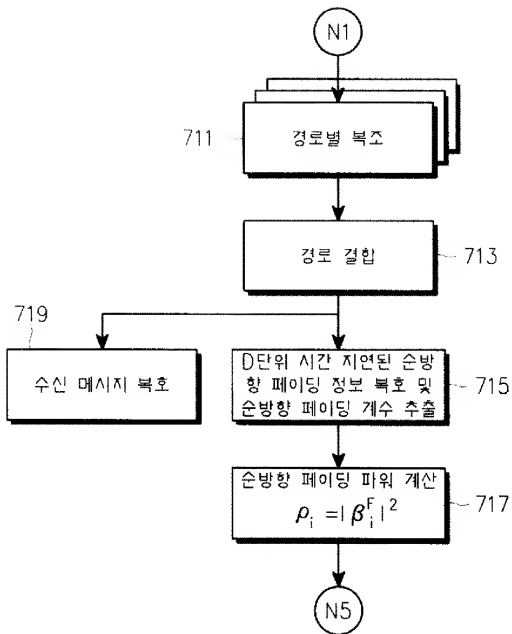 N1
711
경로별 복조
경로 결합
713
719
수신 메시지 복호
D단위 시간 지연된 순방
향 페이딩 정보 복호 및
순방향 페이딩 계수 추출
715
순방향 페이딩 파워 계산
ρᵢ =|βᵢᶠ|²
717
N5